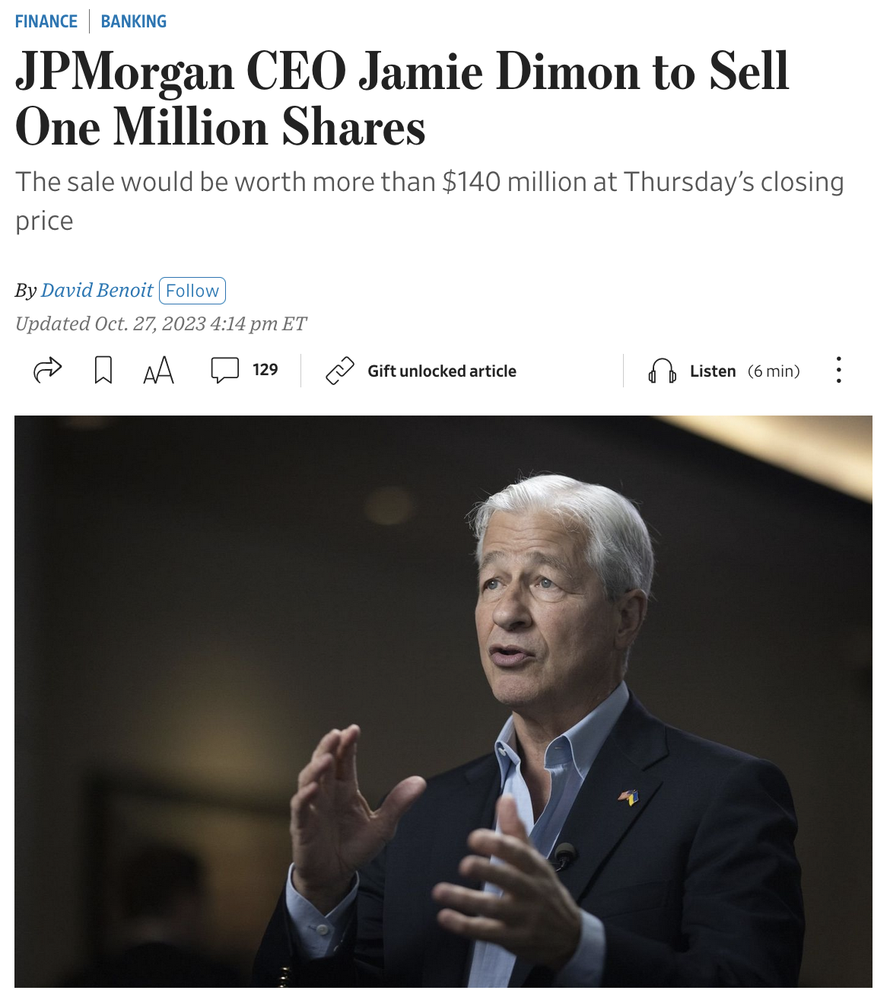 FINANCE | BANKING
JPMorgan CEO Jamie Dimon to Sell
One Million Shares
The sale would be worth more than $140 million at Thursday’s closing
price
By David Benoit Follow
Updated Oct. 27, 2023 4:14 pm ET
AA 129 Gift unlocked article Listen (6 min)